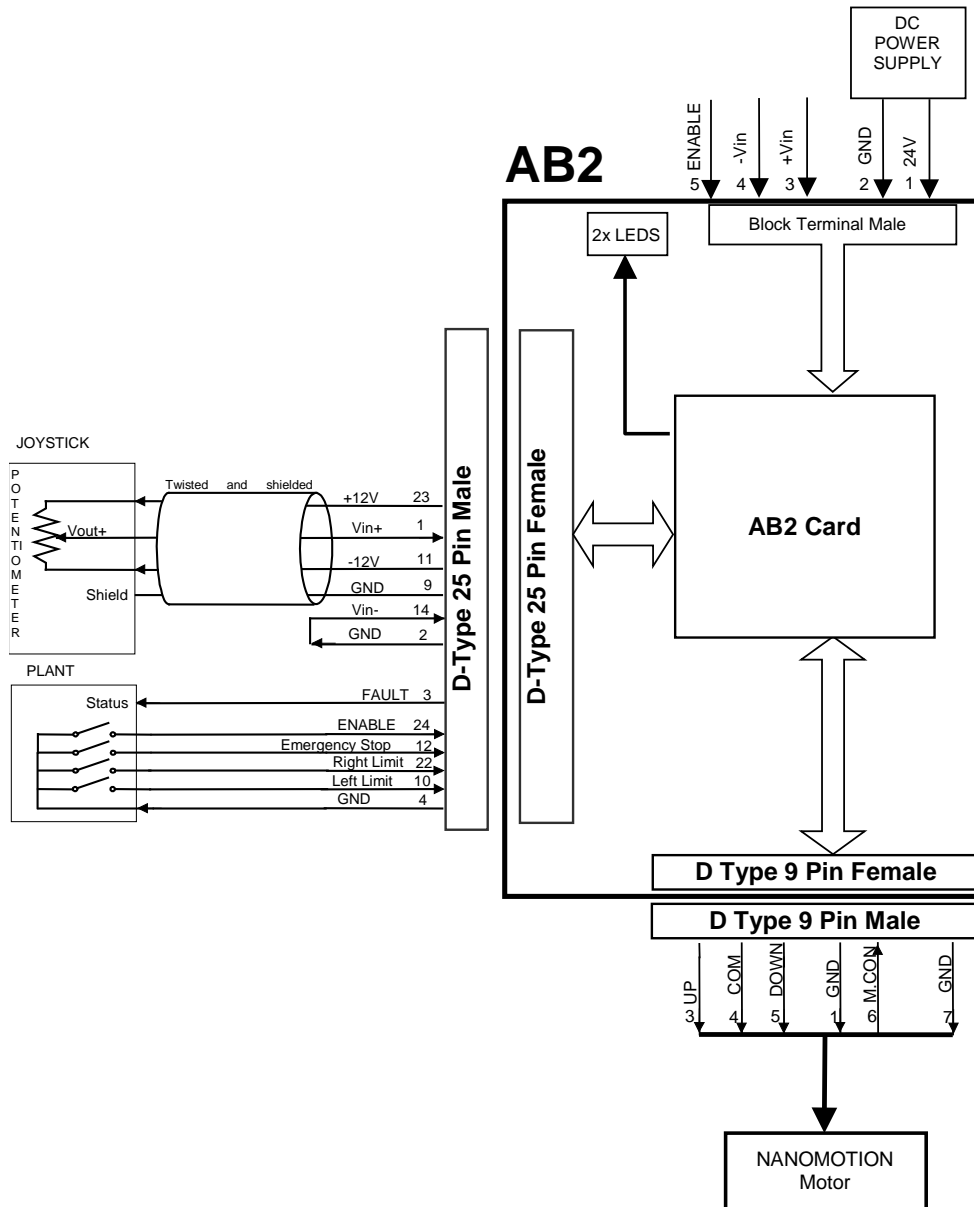 DC
POWER
SUPPLY
ENABLE
-Vin
+Vin
GND
24V
5
4
3
2
1
AB2
Block Terminal Male
2x LEDS
D-Type 25 Pin Male
D-Type 25 Pin Female
AB2 Card
JOYSTICK
POTENTIOMETER
Vout+
Shield
Twisted and shielded
+12V 23
Vin+ 1
-12V 11
GND 9
Vin- 14
GND 2
PLANT
Status
FAULT 3
ENABLE 24
Emergency Stop 12
Right Limit 22
Left Limit 10
GND 4
D Type 9 Pin Female
D Type 9 Pin Male
UP
COM
DOWN
GND
M.CON
GND
3
4
5
1
6
7
NANOMOTION
Motor